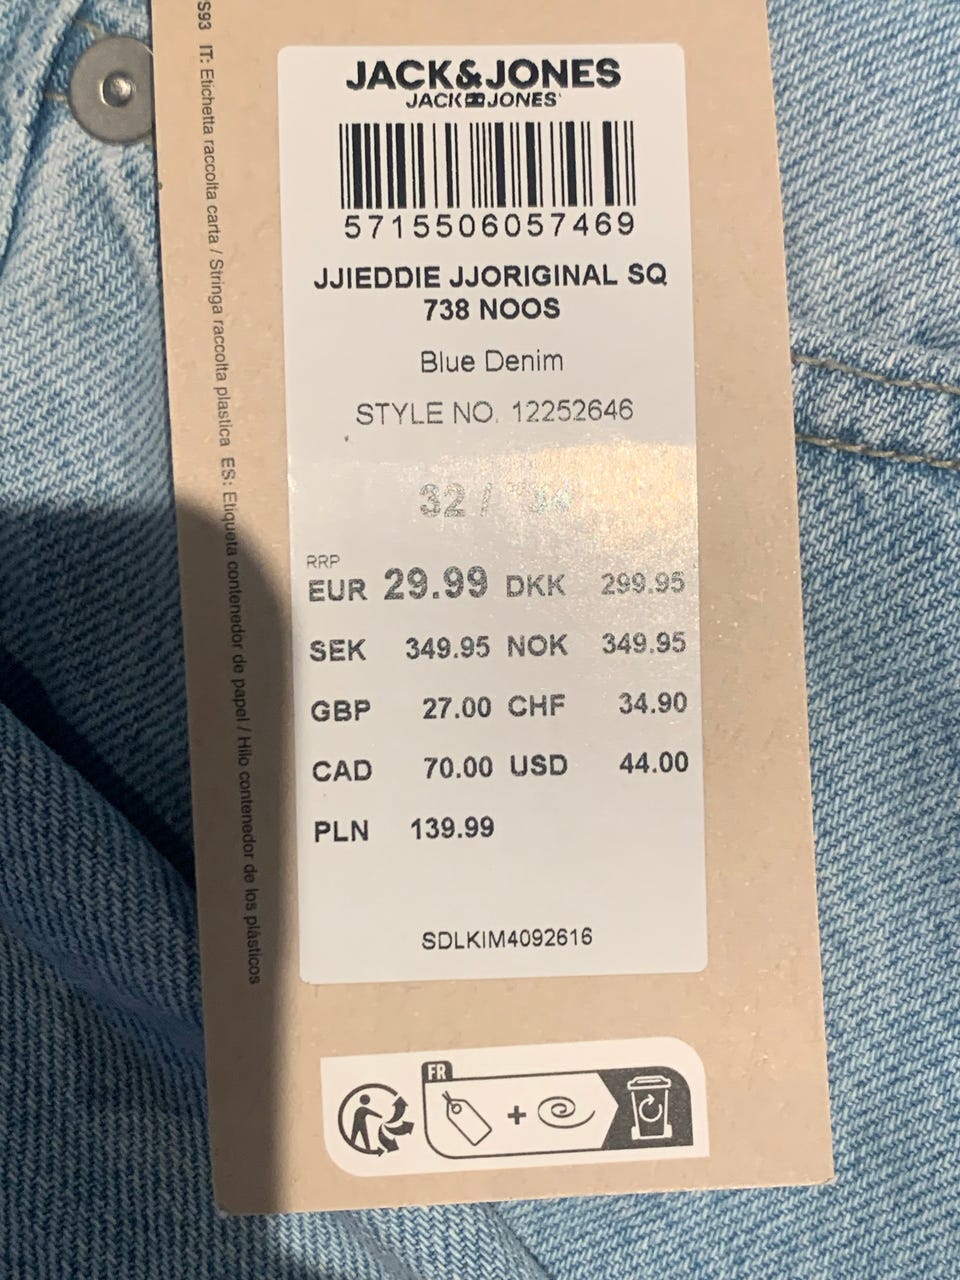 S93 IT: Etichetta raccolta carta / Stringa raccolta plastica ES: Etiqueta contenedor de papel / Hilo contenedor de los plásticos
JACK&JONES
JACK JONES
5715506057469
JJIEDDIE JJORIGINAL SQ
738 NOOS
Blue Denim
STYLE NO. 12252646
32 /
RRP
EUR 29.99 DKK 299.95
SEK 349.95 NOK 349.95
GBP 27.00 CHF 34.90
CAD 70.00 USD 44.00
PLN 139.99
SDLKIM4092616
FR
+